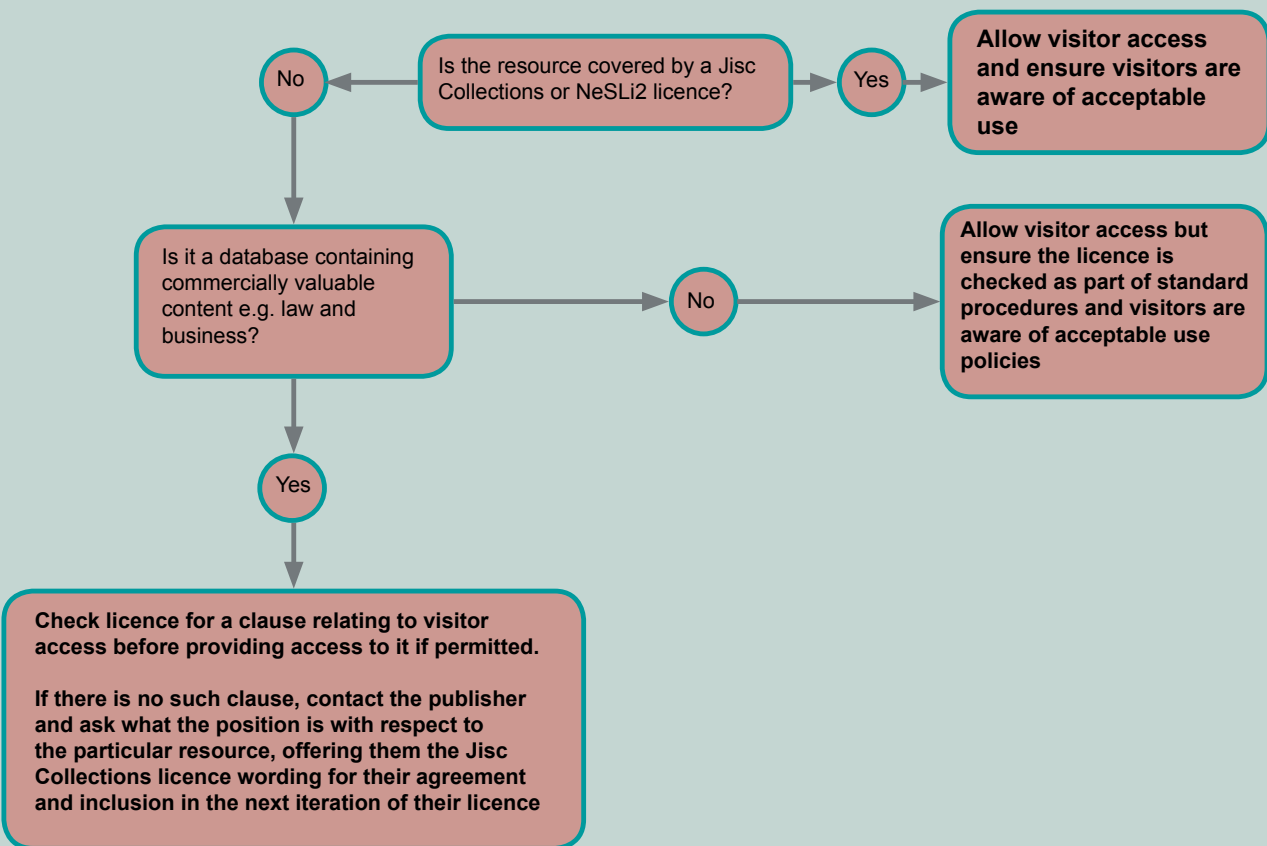 Is the resource covered by a Jisc
Collections or NeSLi2 licence?
No
Yes
Allow visitor access
and ensure visitors are
aware of acceptable
use
Is it a database containing
commercially valuable
content e.g. law and
business?
No
Allow visitor access but
ensure the licence is
checked as part of standard
procedures and visitors are
aware of acceptable use
policies
Yes
Check licence for a clause relating to visitor
access before providing access to it if permitted.
If there is no such clause, contact the publisher
and ask what the position is with respect to
the particular resource, offering them the Jisc
Collections licence wording for their agreement
and inclusion in the next iteration of their licence